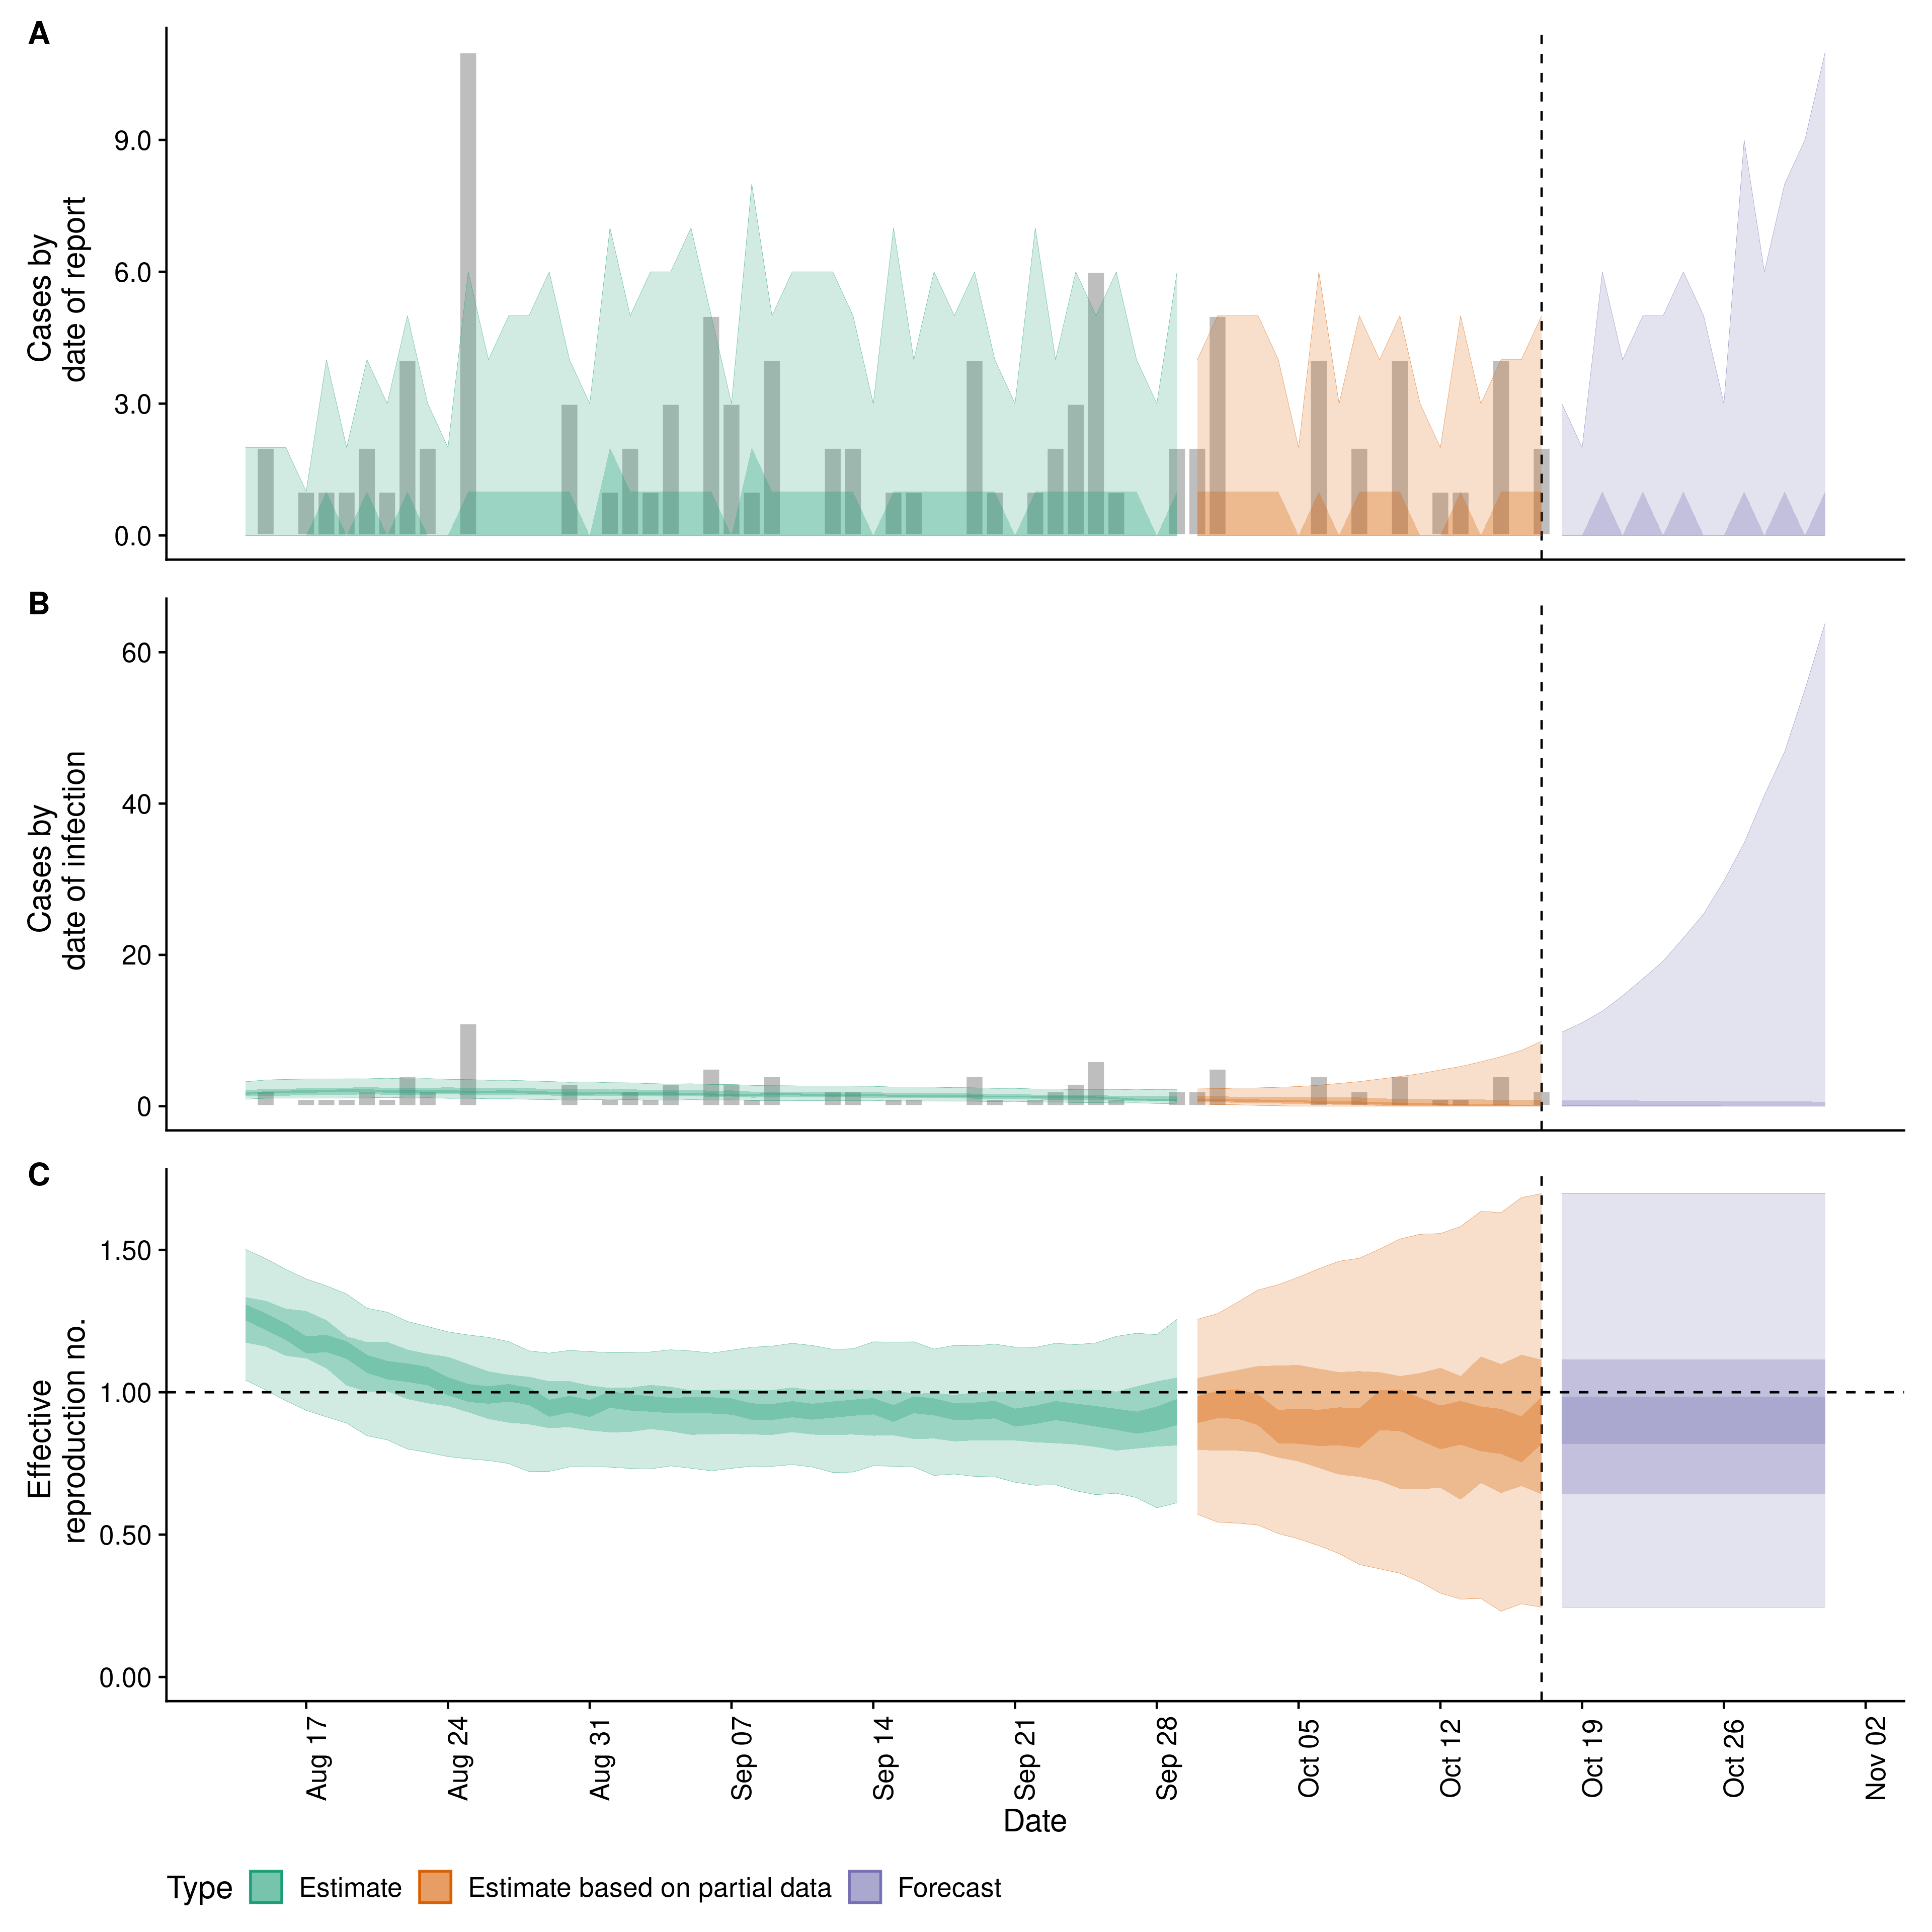 A
Cases by
date of report
9.0
6.0
3.0
0.0
B
Cases by
date of infection
60
40
20
0
C
Effective
reproduction no.
1.50
1.00
0.50
0.00
Aug 17
Aug 24
Aug 31
Sep 07
Sep 14
Sep 21
Sep 28
Oct 05
Oct 12
Oct 19
Oct 26
Nov 02
Date
Type Estimate Estimate based on partial data Forecast